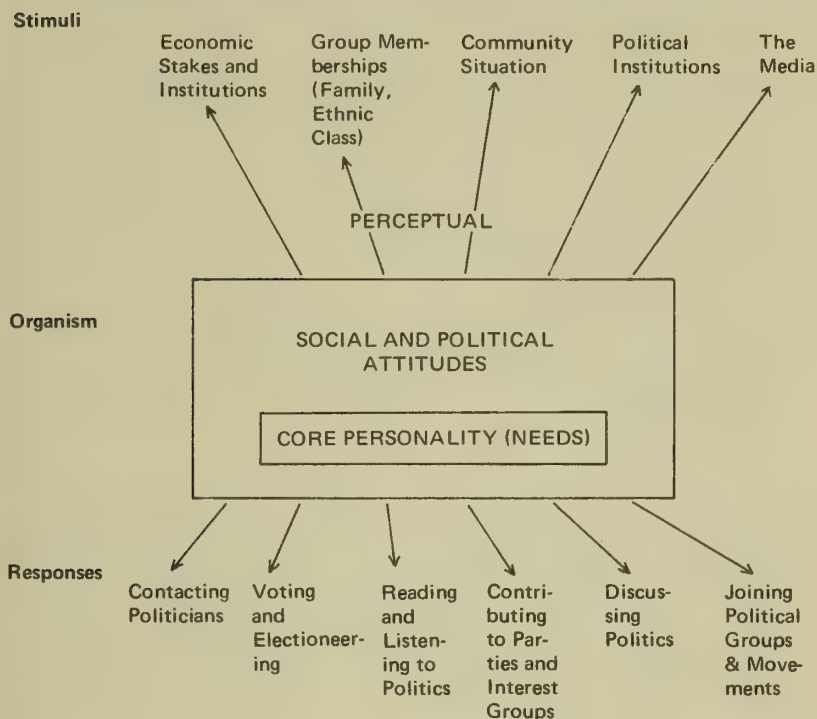 Stimuli
Economic
Stakes and
Institutions
Group Mem-
berships
(Family,
Ethnic
Class)
Community
Situation
Political
Institutions
The
Media
PERCEPTUAL
Organism
SOCIAL AND POLITICAL
ATTITUDES
CORE PERSONALITY (NEEDS)
Responses
Contacting
Politicians
Voting
and
Electioneer-
ing
Reading
and
Listen-
ing to
Politics
Contri-
buting
to Par-
ties and
Interest
Groups
Discus-
sing
Politics
Joining
Political
Groups
& Move-
ments